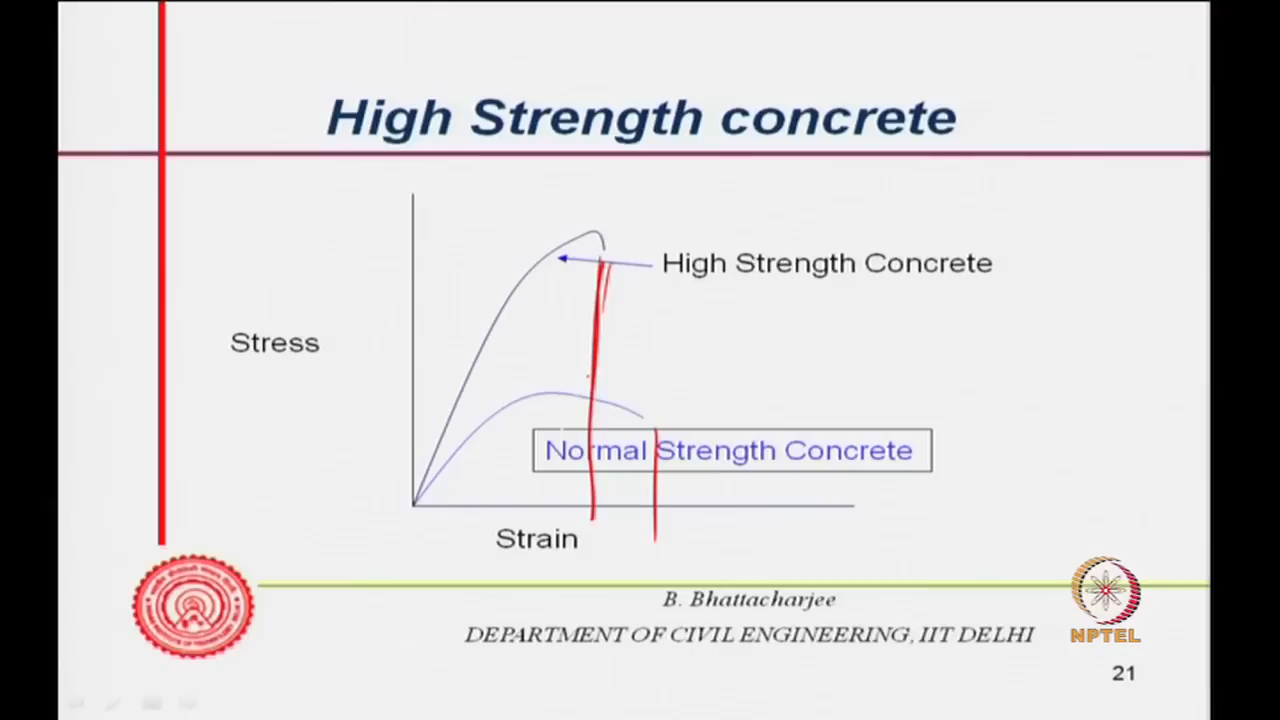 High Strength concrete
High Strength Concrete
Stress
Normal Strength Concrete
Strain
B. Bhattacharjee
DEPARTMENT OF CIVIL ENGINEERING, IIT DELHI
NPTEL
21